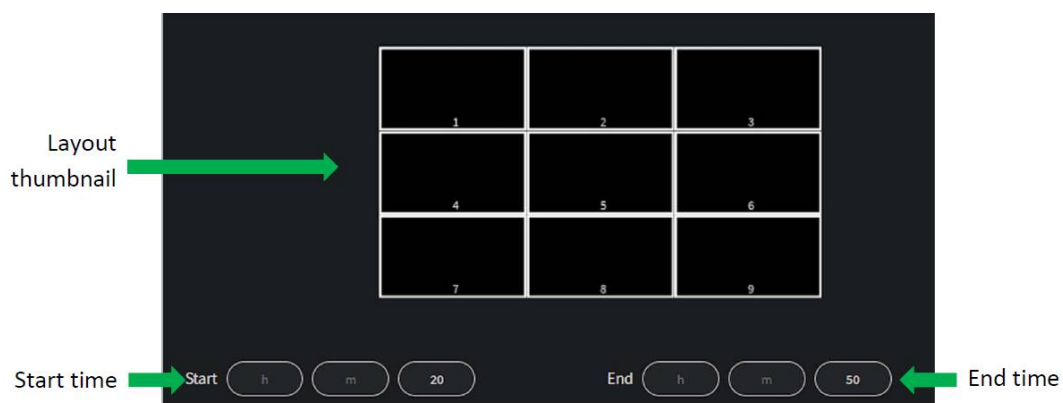 1 2 3
Layout
thumbnail
4 5 6
7 8 9
Start time Start h m 20 End h m 50 End time